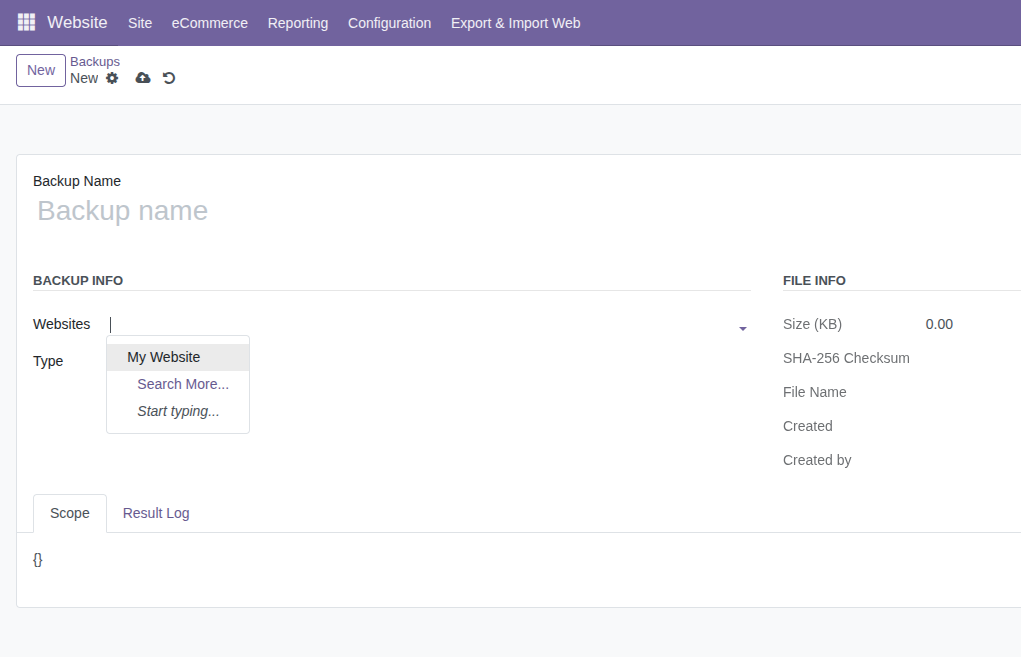 Website Site eCommerce Reporting Configuration Export & Import Web
New
Backups
New
Backup Name
Backup name
BACKUP INFO
Websites
My Website
Search More...
Start typing...
Type
FILE INFO
Size (KB) 0.00
SHA-256 Checksum
File Name
Created
Created by
Scope Result Log
{}